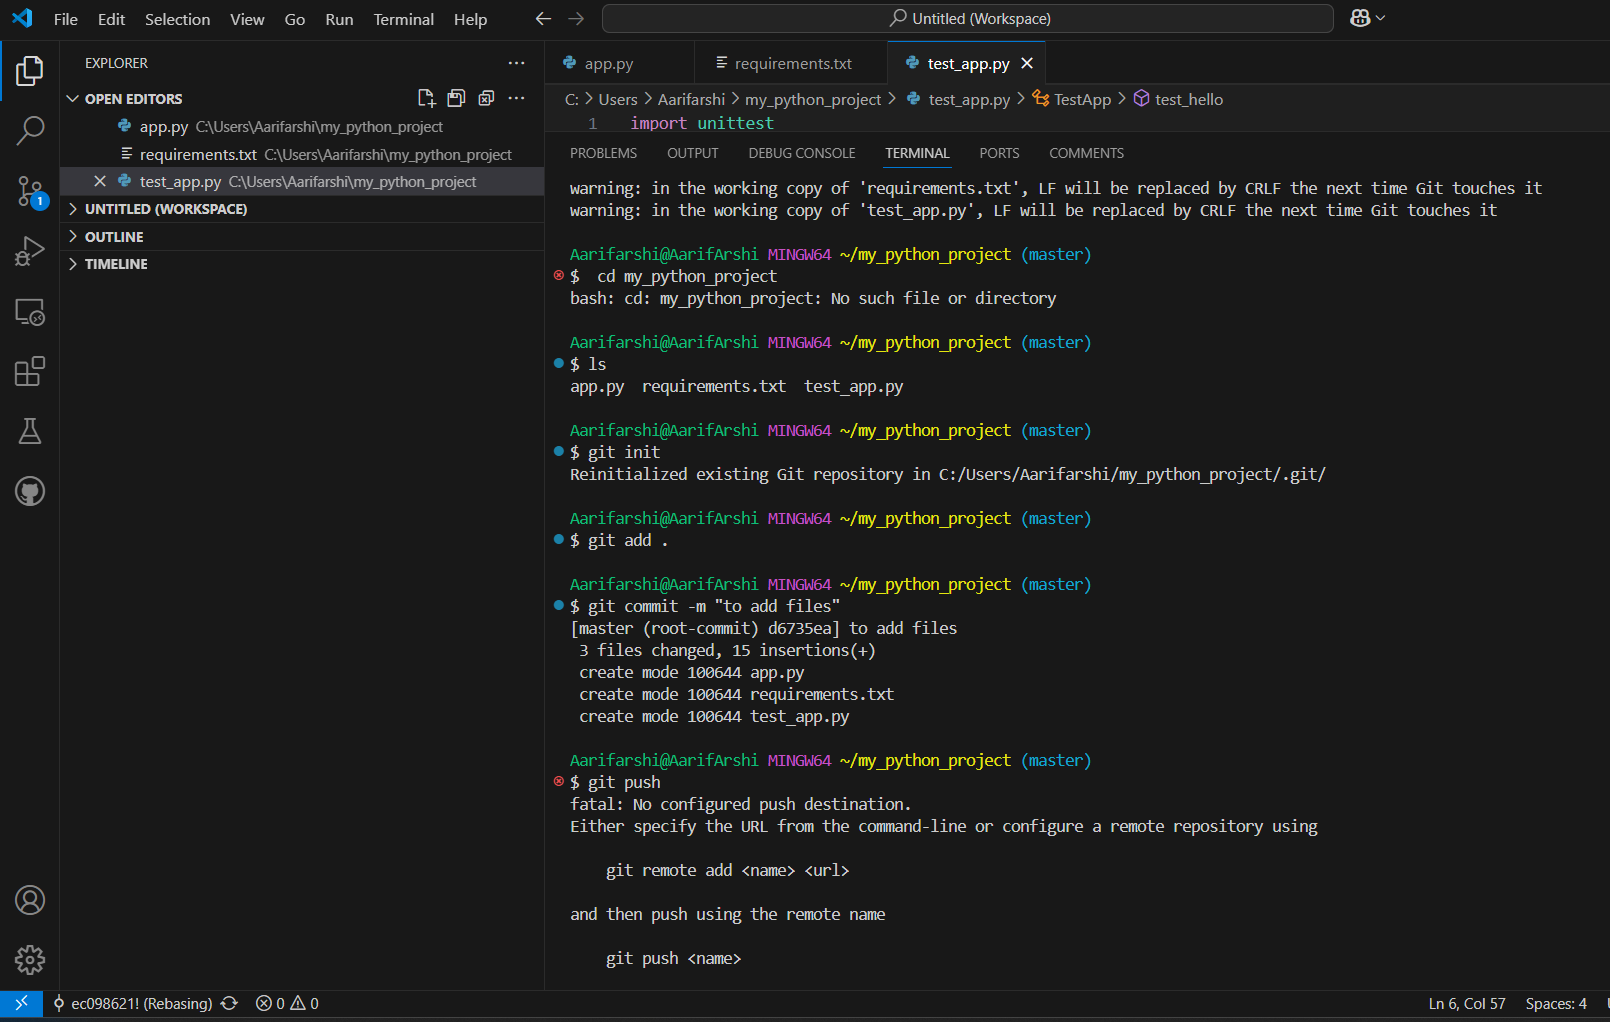 File Edit Selection View Go Run Terminal Help
Untitled (Workspace)
EXPLORER
OPEN EDITORS
app.py C:\Users\Aarifarshi\my_python_project
requirements.txt C:\Users\Aarifarshi\my_python_project
test_app.py C:\Users\Aarifarshi\my_python_project
UNTITLED (WORKSPACE)
OUTLINE
TIMELINE
1
app.py requirements.txt test_app.py
C: > Users > Aarifarshi > my_python_project > test_app.py > TestApp > test_hello
1 import unittest
PROBLEMS OUTPUT DEBUG CONSOLE TERMINAL PORTS COMMENTS
warning: in the working copy of 'requirements.txt', LF will be replaced by CRLF the next time Git touches it
warning: in the working copy of 'test_app.py', LF will be replaced by CRLF the next time Git touches it
Aarifarshi@AarifArshi MINGW64 ~/my_python_project (master)
$  cd my_python_project
bash: cd: my_python_project: No such file or directory
Aarifarshi@AarifArshi MINGW64 ~/my_python_project (master)
$ ls
app.py  requirements.txt  test_app.py
Aarifarshi@AarifArshi MINGW64 ~/my_python_project (master)
$ git init
Reinitialized existing Git repository in C:/Users/Aarifarshi/my_python_project/.git/
Aarifarshi@AarifArshi MINGW64 ~/my_python_project (master)
$ git add .
Aarifarshi@AarifArshi MINGW64 ~/my_python_project (master)
$ git commit -m "to add files"
[master (root-commit) d6735ea] to add files
3 files changed, 15 insertions(+)
create mode 100644 app.py
create mode 100644 requirements.txt
create mode 100644 test_app.py
Aarifarshi@AarifArshi MINGW64 ~/my_python_project (master)
$ git push
fatal: No configured push destination.
Either specify the URL from the command-line or configure a remote repository using
git remote add <name> <url>
and then push using the remote name
git push <name>
ec098621! (Rebasing) 0 0 Ln 6, Col 57 Spaces: 4